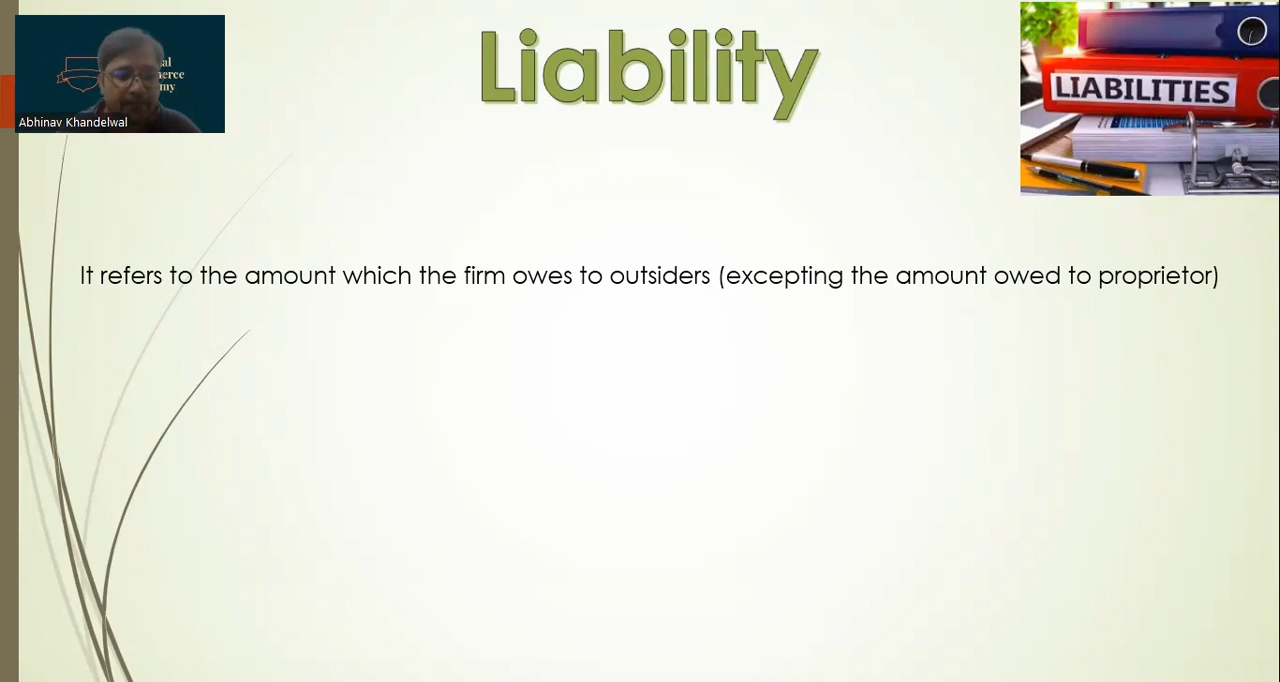 Liability
LIABILITIES
Abhinav Khandelwal
It refers to the amount which the firm owes to outsiders (excepting the amount owed to proprietor)